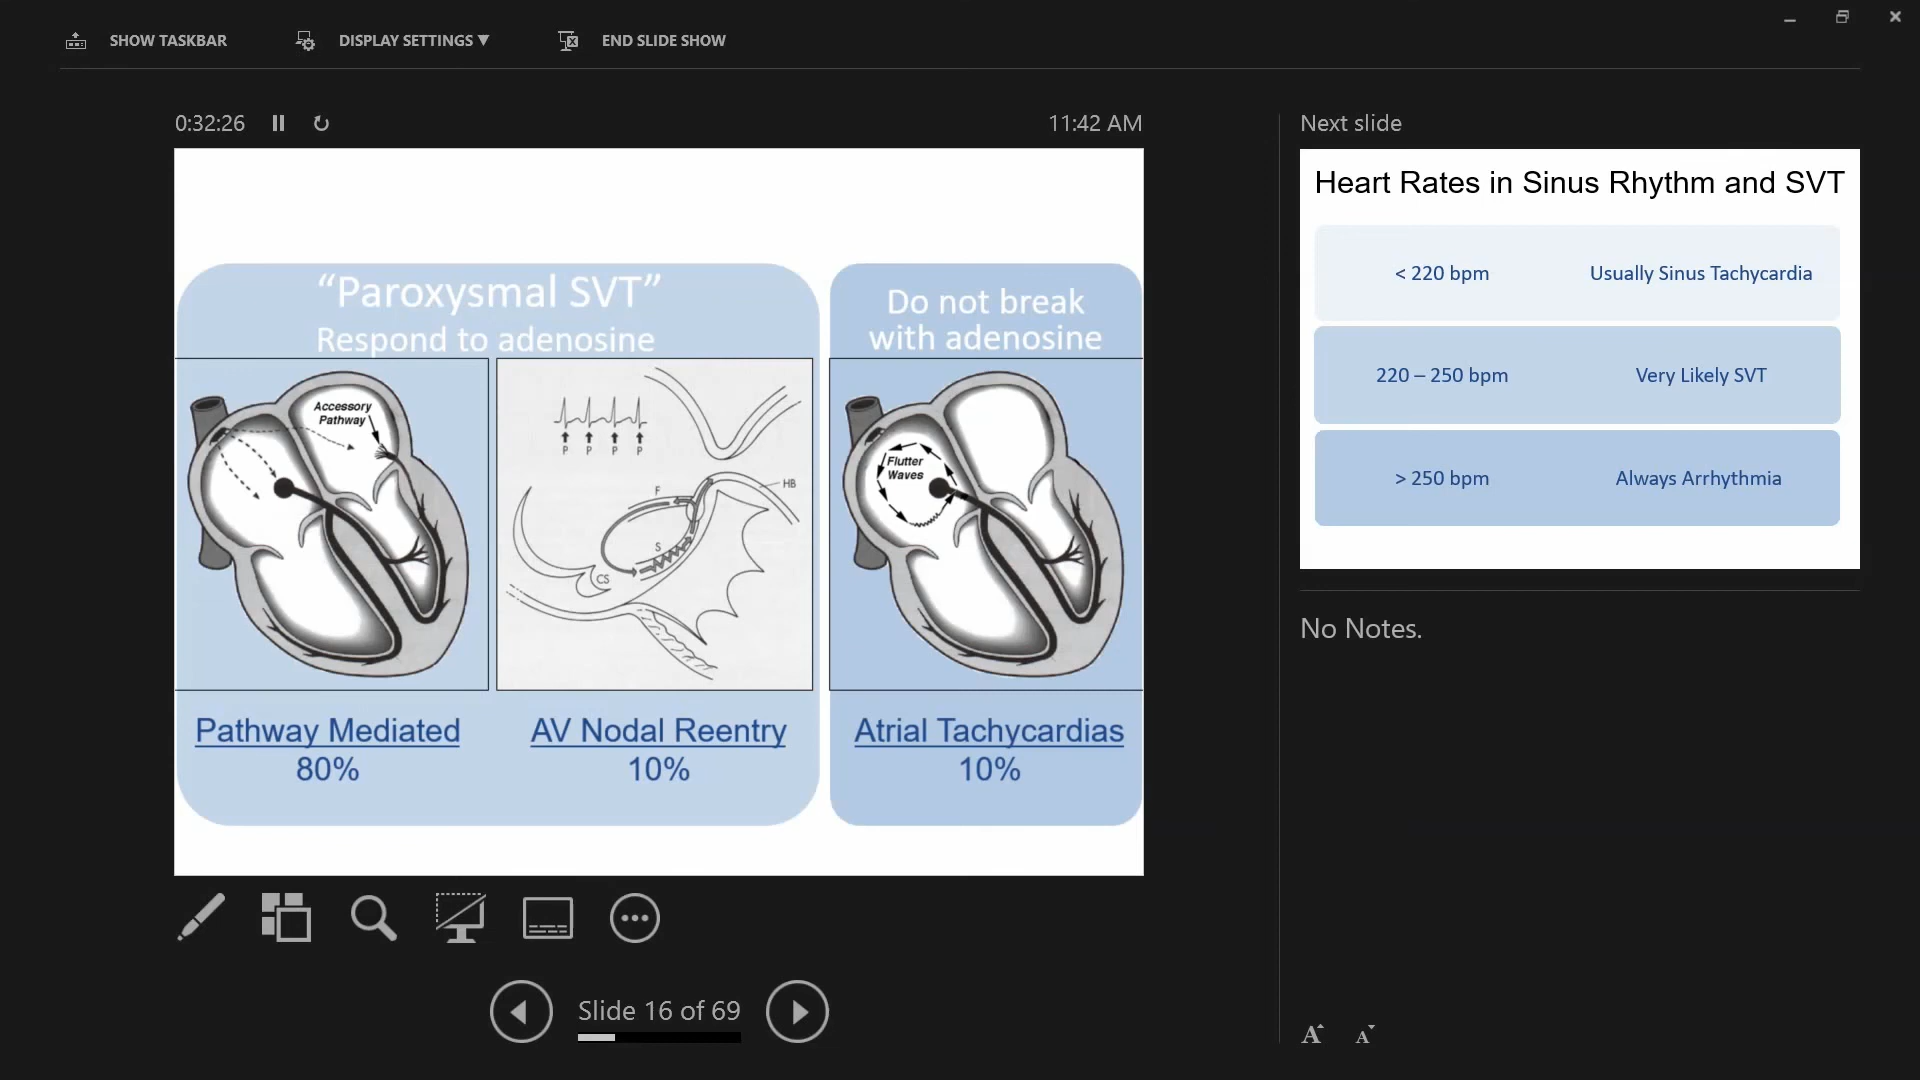 SHOW TASKBAR
DISPLAY SETTINGS ▼
END SLIDE SHOW
0:32:26
11:42 AM
“Paroxysmal SVT”
Respond to adenosine
Do not break
with adenosine
Accessory
Pathway
P P P P
F
HB
S
CS
Flutter
Waves
Pathway Mediated
80%
AV Nodal Reentry
10%
Atrial Tachycardias
10%
Slide 16 of 69
Next slide
Heart Rates in Sinus Rhythm and SVT
< 220 bpm Usually Sinus Tachycardia
220 – 250 bpm Very Likely SVT
> 250 bpm Always Arrhythmia
No Notes.
A A